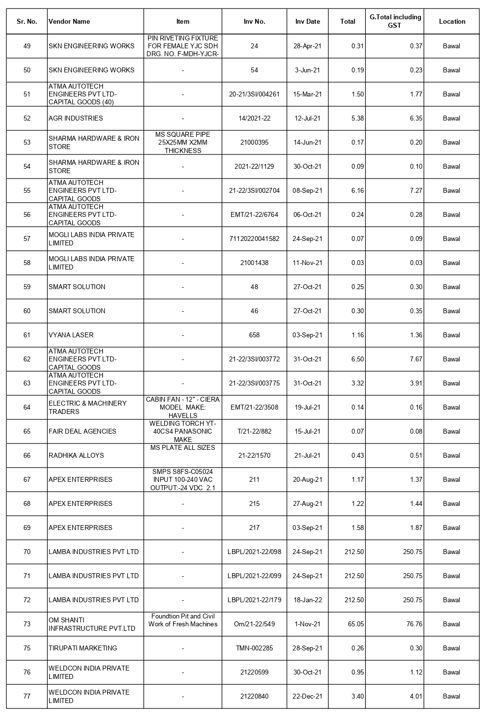 Sr. No. Vendor Name Item Inv No. Inv Date Total G.Total including GST Location
49 SKN ENGINEERING WORKS PIN RIVETING FIXTURE FOR FEMALE YJC SDH DRG. NO. F-MDH-YJCR- 24 28-Apr-21 0.31 0.37 Bawal
50 SKN ENGINEERING WORKS - 54 3-Jun-21 0.19 0.23 Bawal
51 ATMA AUTOTECH ENGINEERS PVT LTD-CAPITAL GOODS (40) - 20-21/3SI/004261 15-Mar-21 1.50 1.77 Bawal
52 AGR INDUSTRIES - 14/2021-22 12-Jul-21 5.38 6.35 Bawal
53 SHARMA HARDWARE & IRON STORE MS SQUARE PIPE 25X25MM X2MM THICKNESS 21000395 14-Jun-21 0.17 0.20 Bawal
54 SHARMA HARDWARE & IRON STORE - 2021-22/1129 30-Oct-21 0.09 0.10 Bawal
55 ATMA AUTOTECH ENGINEERS PVT LTD-CAPITAL GOODS - 21-22/3SI/002704 08-Sep-21 6.16 7.27 Bawal
56 ATMA AUTOTECH ENGINEERS PVT LTD-CAPITAL GOODS - EMT/21-22/6764 06-Oct-21 0.24 0.28 Bawal
57 MOGLI LABS INDIA PRIVATE LIMITED - 71120220041582 24-Sep-21 0.07 0.09 Bawal
58 MOGLI LABS INDIA PRIVATE LIMITED - 21001438 11-Nov-21 0.03 0.03 Bawal
59 SMART SOLUTION - 48 27-Oct-21 0.25 0.30 Bawal
60 SMART SOLUTION - 46 27-Oct-21 0.30 0.35 Bawal
61 VYANA LASER - 658 03-Sep-21 1.16 1.36 Bawal
62 ATMA AUTOTECH ENGINEERS PVT LTD-CAPITAL GOODS - 21-22/3SI/003772 31-Oct-21 6.50 7.67 Bawal
63 ATMA AUTOTECH ENGINEERS PVT LTD-CAPITAL GOODS - 21-22/3SI/003775 31-Oct-21 3.32 3.91 Bawal
64 ELECTRIC & MACHINERY TRADERS CABIN FAN - 12" - CIERA MODEL MAKE: HAVELLS EMT/21-22/3508 19-Jul-21 0.14 0.16 Bawal
65 FAIR DEAL AGENCIES WELDING TORCH YT-40CS4 PANASONIC MAKE T/21-22/882 15-Jul-21 0.07 0.08 Bawal
66 RADHIKA ALLOYS MS PLATE ALL SIZES 21-22/1570 21-Jul-21 0.43 0.51 Bawal
67 APEX ENTERPRISES SMPS S8FS-C05024 INPUT 100-240 VAC OUTPUT:-24 VDC 2.1 211 20-Aug-21 1.17 1.37 Bawal
68 APEX ENTERPRISES - 215 27-Aug-21 1.22 1.44 Bawal
69 APEX ENTERPRISES - 217 03-Sep-21 1.58 1.87 Bawal
70 LAMBA INDUSTRIES PVT LTD - LBPL/2021-22/098 24-Sep-21 212.50 250.75 Bawal
71 LAMBA INDUSTRIES PVT LTD - LBPL/2021-22/099 24-Sep-21 212.50 250.75 Bawal
72 LAMBA INDUSTRIES PVT LTD - LBPL/2021-22/179 18-Jan-22 212.50 250.75 Bawal
73 OM SHANTI INFRASTRUCTURE PVT.LTD Foundtion Pit and Civil Work of Fresh Machines Om/21-22/549 1-Nov-21 65.05 76.76 Bawal
75 TIRUPATI MARKETING - TMN-002285 28-Sep-21 0.26 0.30 Bawal
76 WELDCON INDIA PRIVATE LIMITED - 21220599 30-Oct-21 0.95 1.12 Bawal
77 WELDCON INDIA PRIVATE LIMITED - 21220840 22-Dec-21 3.40 4.01 Bawal